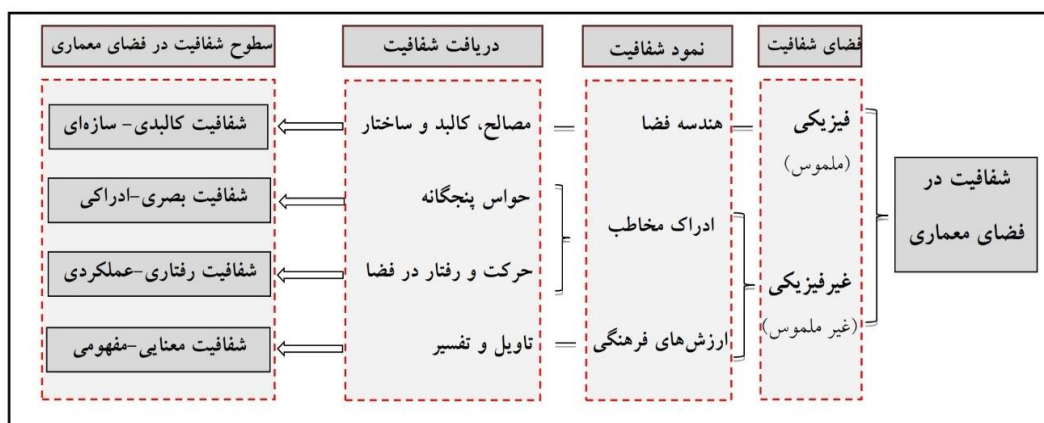 فضای شفافیت
نمود شفافیت
دریافت شفافیت
سطوح شفافیت در فضای معماری
شفافیت در
فضای معماری
فیزیکی
(ملموس)
غیرفیزیکی
(غیر ملموس)
هندسه فضا
ادراک مخاطب
ارزش‌های فرهنگی
مصالح، کالبد و ساختار
حواس پنجگانه
حرکت و رفتار در فضا
تاویل و تفسیر
شفافیت کالبدی- سازه‌ای
شفافیت بصری-ادراکی
شفافیت رفتاری-عملکردی
شفافیت معنایی-مفهومی